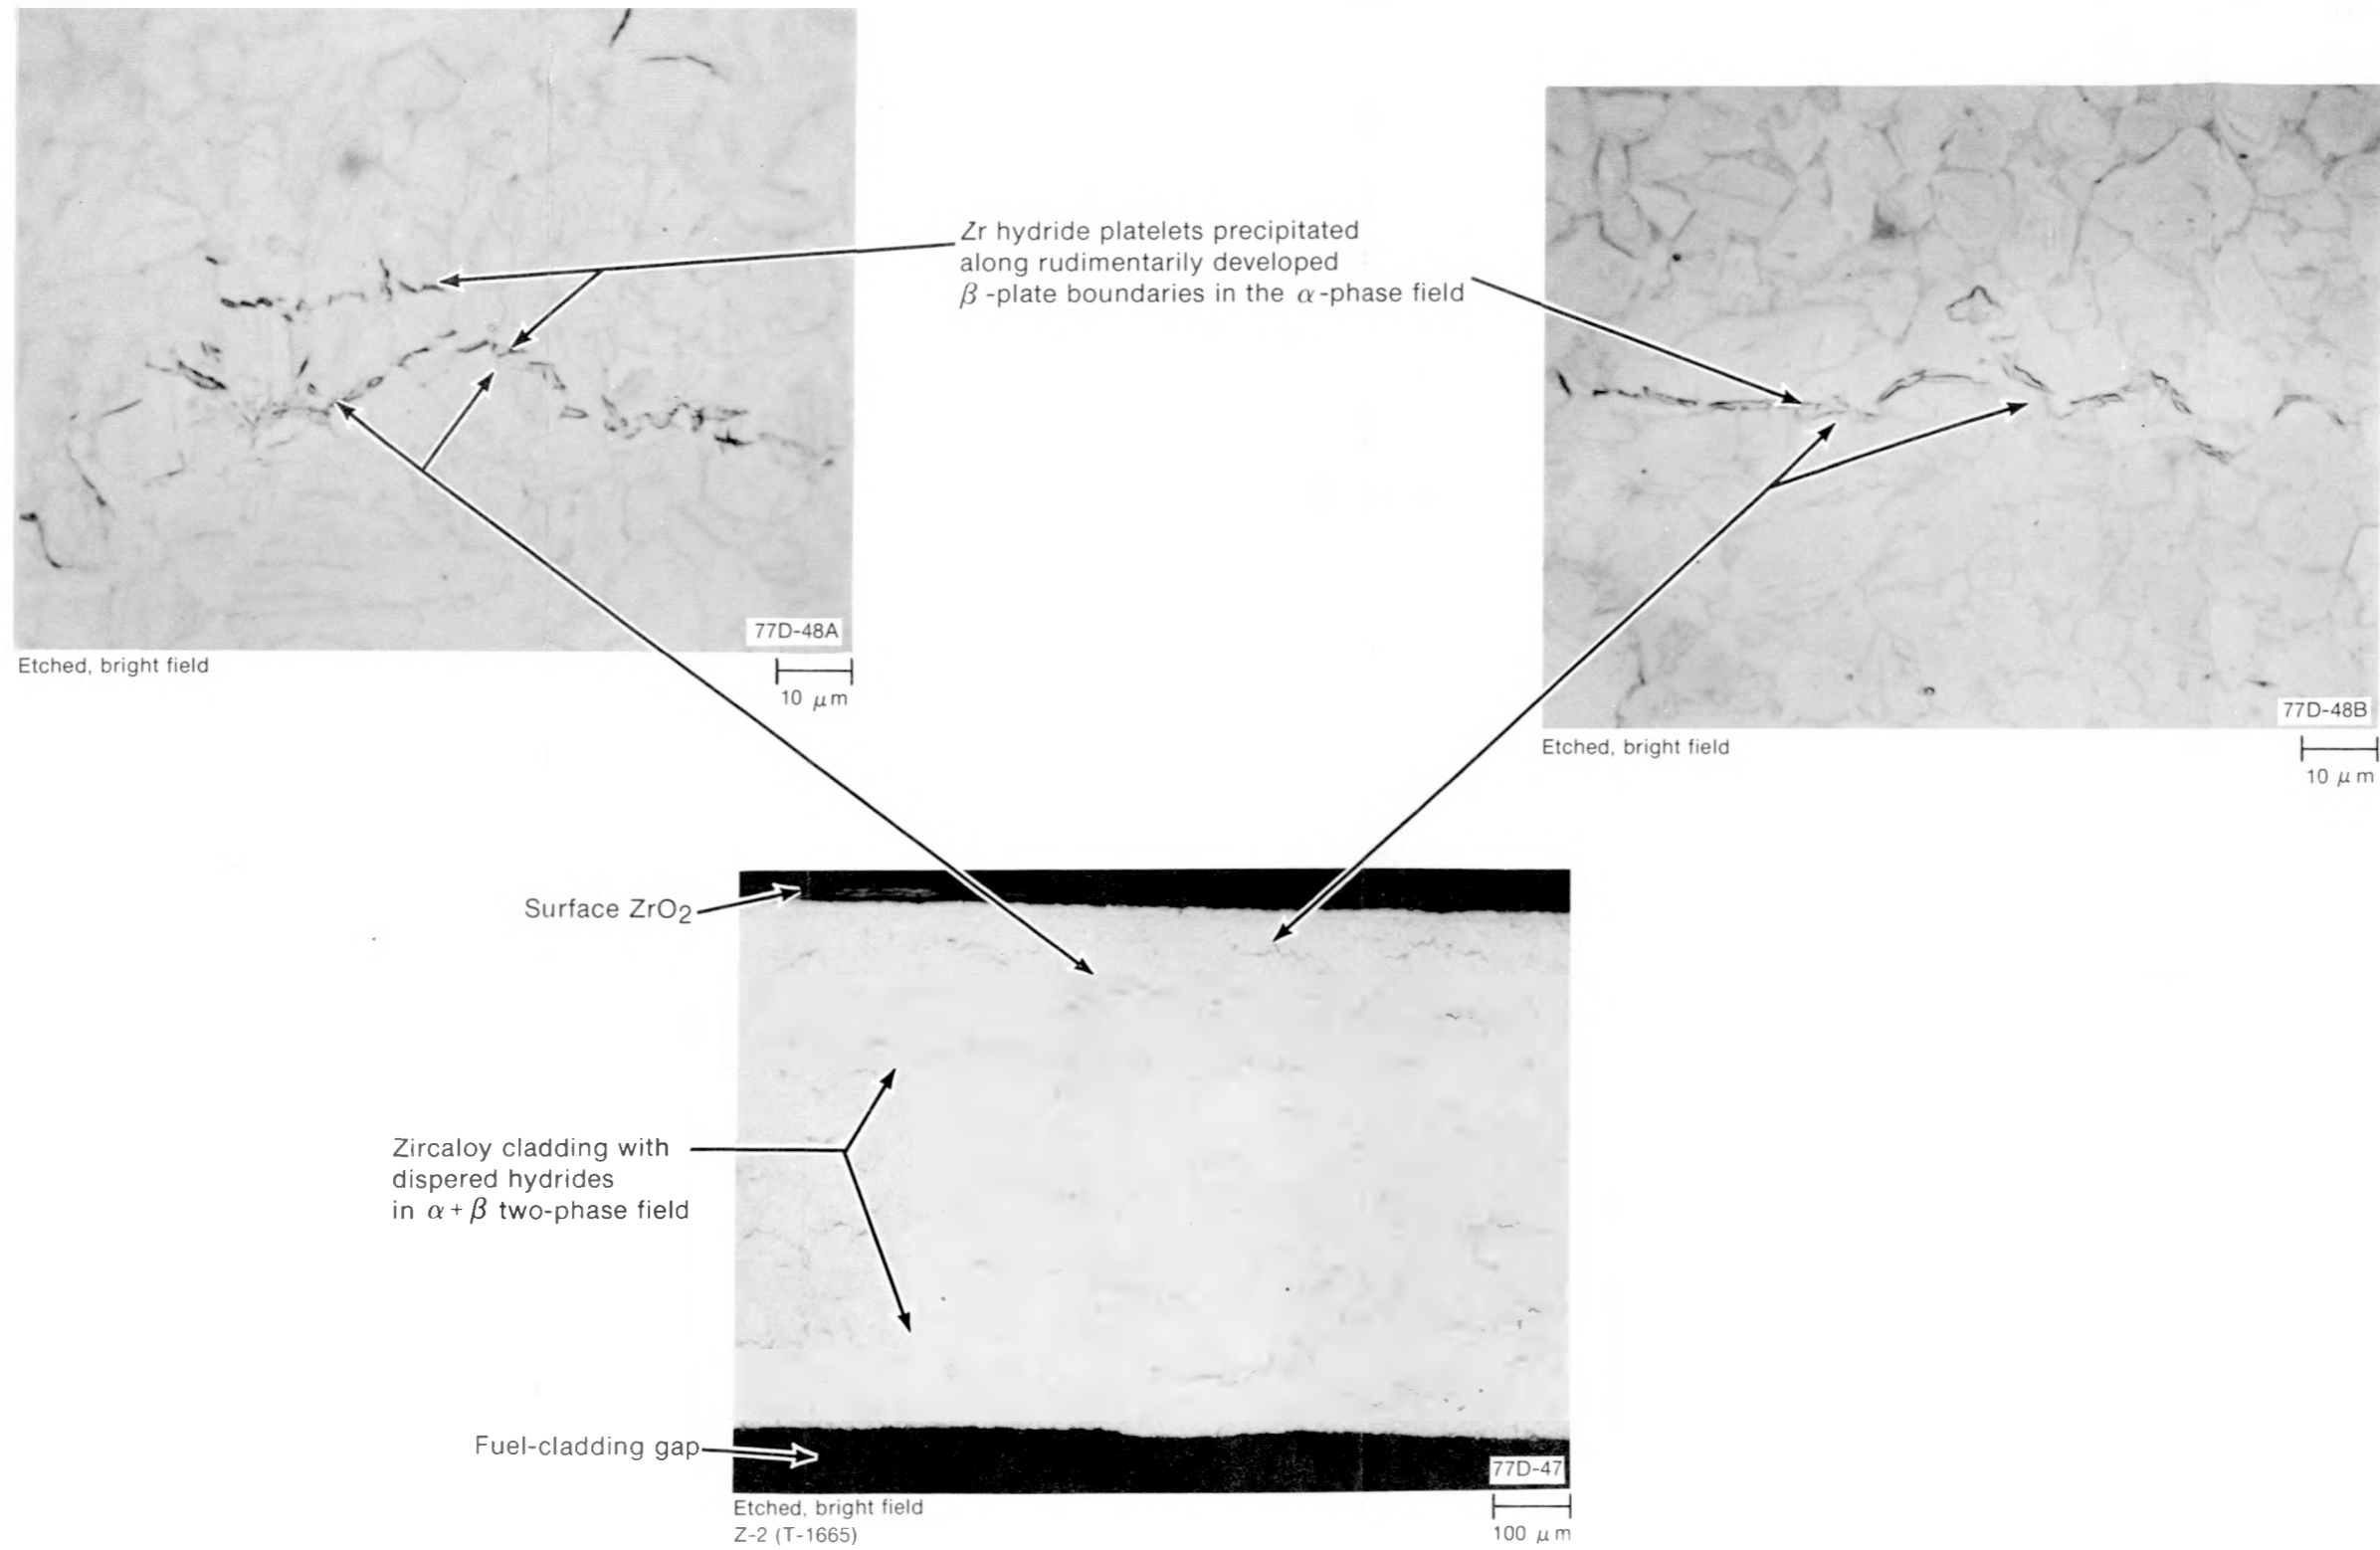 Zr hydride platelets precipitated
along rudimentarily developed
β-plate boundaries in the α-phase field
77D-48A
Etched, bright field
10 μm
77D-48B
Etched, bright field
10 μm
Surface ZrO2
Zircaloy cladding with
dispered hydrides
in α+β two-phase field
Fuel-cladding gap
77D-47
Etched, bright field
Z-2 (T-1665)
100 μm